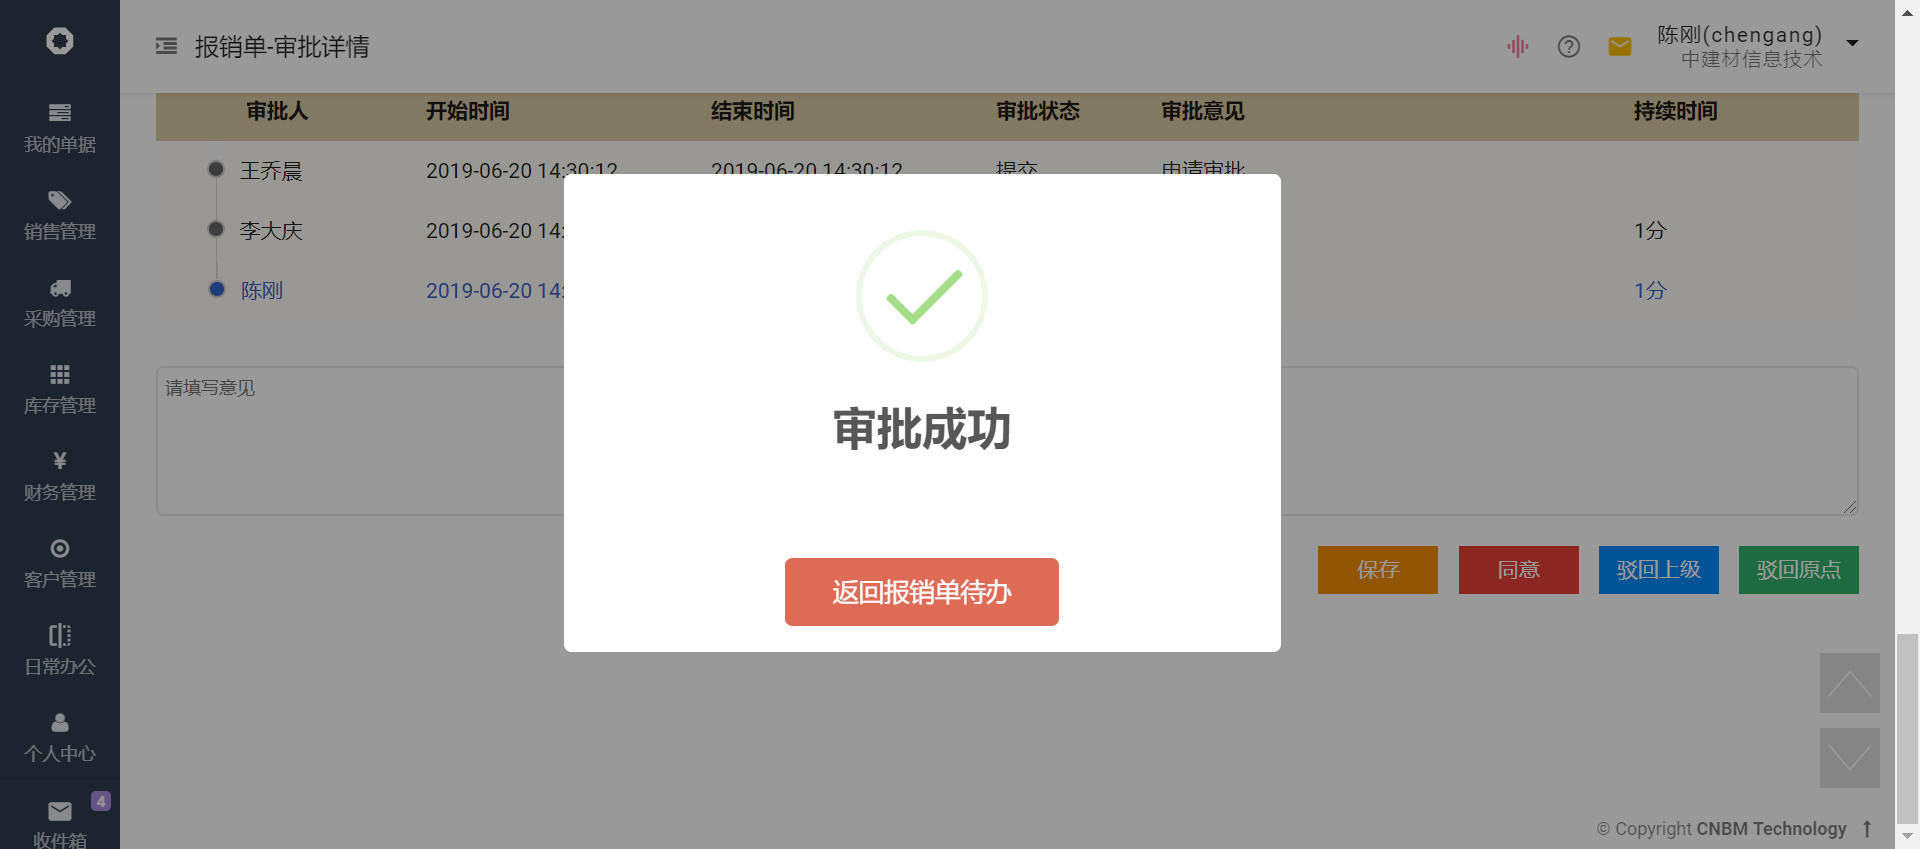 报销单-审批详情
陈刚(chengang)
中建材信息技术
我的单据
销售管理
采购管理
库存管理
¥
财务管理
客户管理
日常办公
个人中心
4
收件箱
审批人 开始时间 结束时间 审批状态 审批意见 持续时间
王乔晨 2019-06-20 14:30:12 2019-06-20 14:30:12 提交 申请审批
李大庆 2019-06-20 14: 1分
陈刚 2019-06-20 14: 1分
请填写意见
审批成功
返回报销单待办
保存 同意 驳回上级 驳回原点
© Copyright CNBM Technology